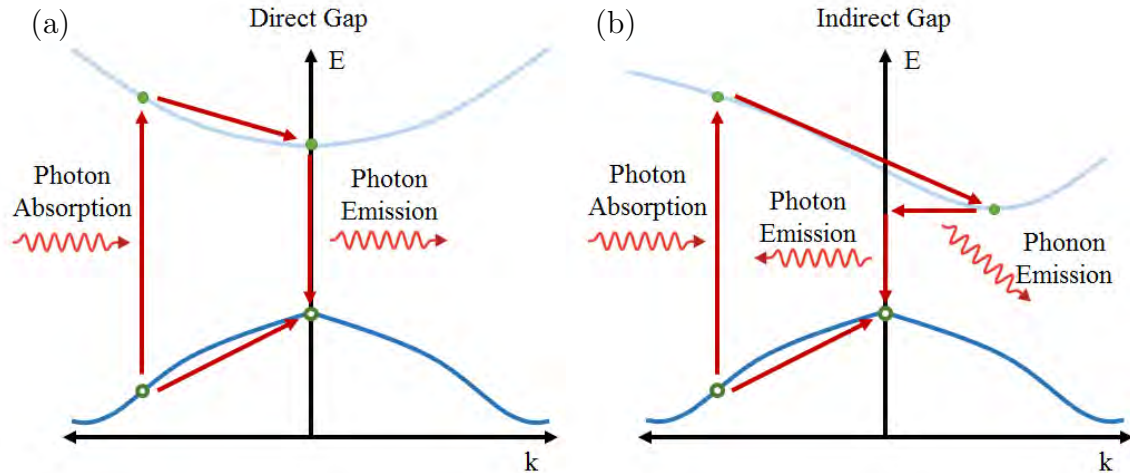 (a)
Direct Gap
E
Photon
Absorption
Photon
Emission
k
(b)
Indirect Gap
E
Photon
Absorption
Photon
Emission
Phonon
Emission
k